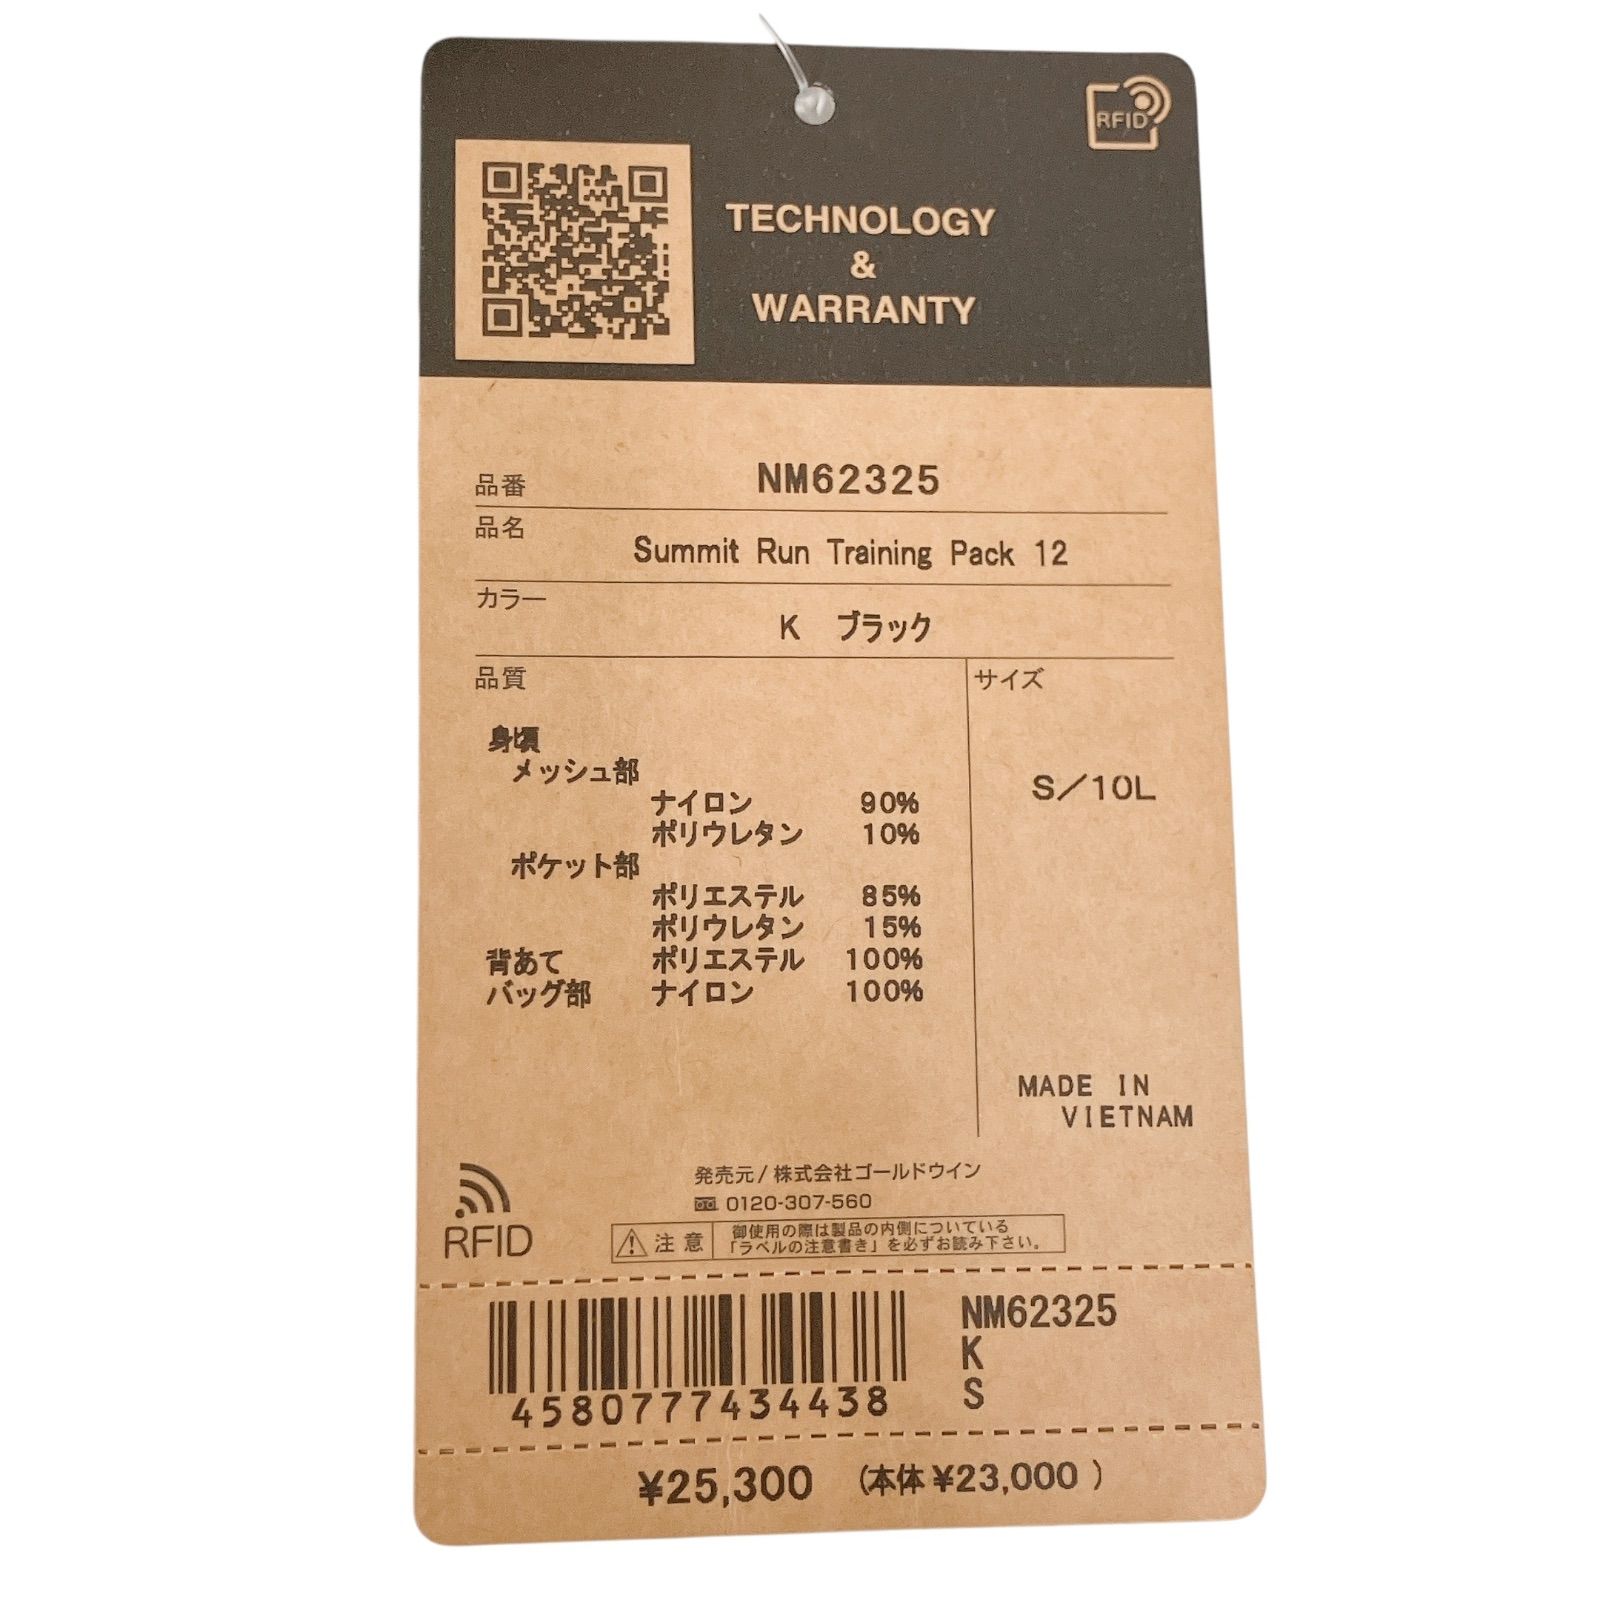 RFID
TECHNOLOGY
&
WARRANTY
品番 NM62325
品名 Summit Run Training Pack 12
カラー K ブラック
品質
サイズ
身頃
メッシュ部
ナイロン 90%
ポリウレタン 10%
ポケット部
ポリエステル 85%
ポリウレタン 15%
背あて ポリエステル 100%
バッグ部 ナイロン 100%
S/10L
MADE IN
VIETNAM
発売元/株式会社ゴールドウイン
0120-307-560
RFID
注意
御使用の際は製品の内側についている
「ラベルの注意書き」を必ずお読み下さい。
4580777434438
NM62325
K
S
¥25,300 (本体¥23,000)